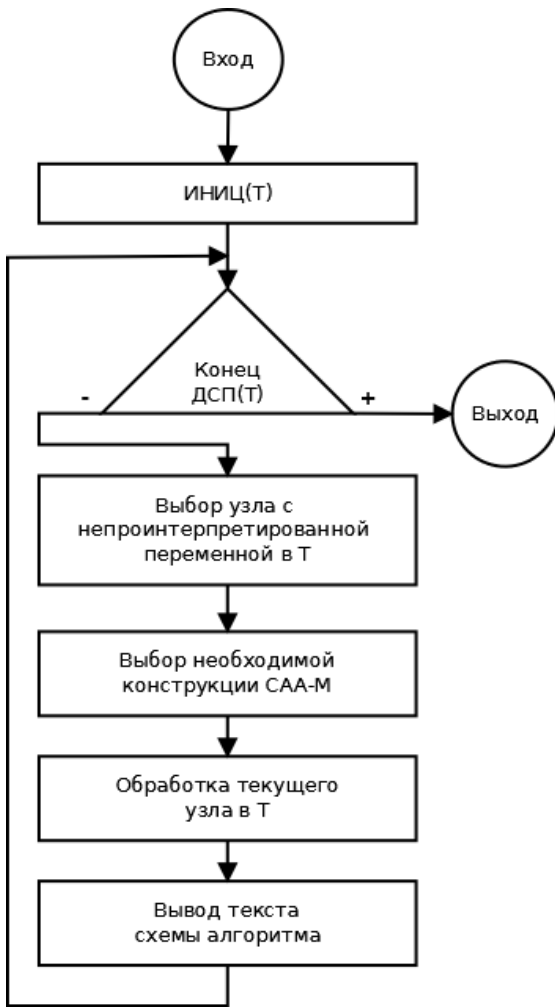 Вход
ИНИЦ(Т)
Конец
ДСП(Т)
-
+
Выход
Выбор узла с
непроинтерпретированной
переменной в Т
Выбор необходимой
конструкции САА-М
Обработка текущего
узла в Т
Вывод текста
схемы алгоритма